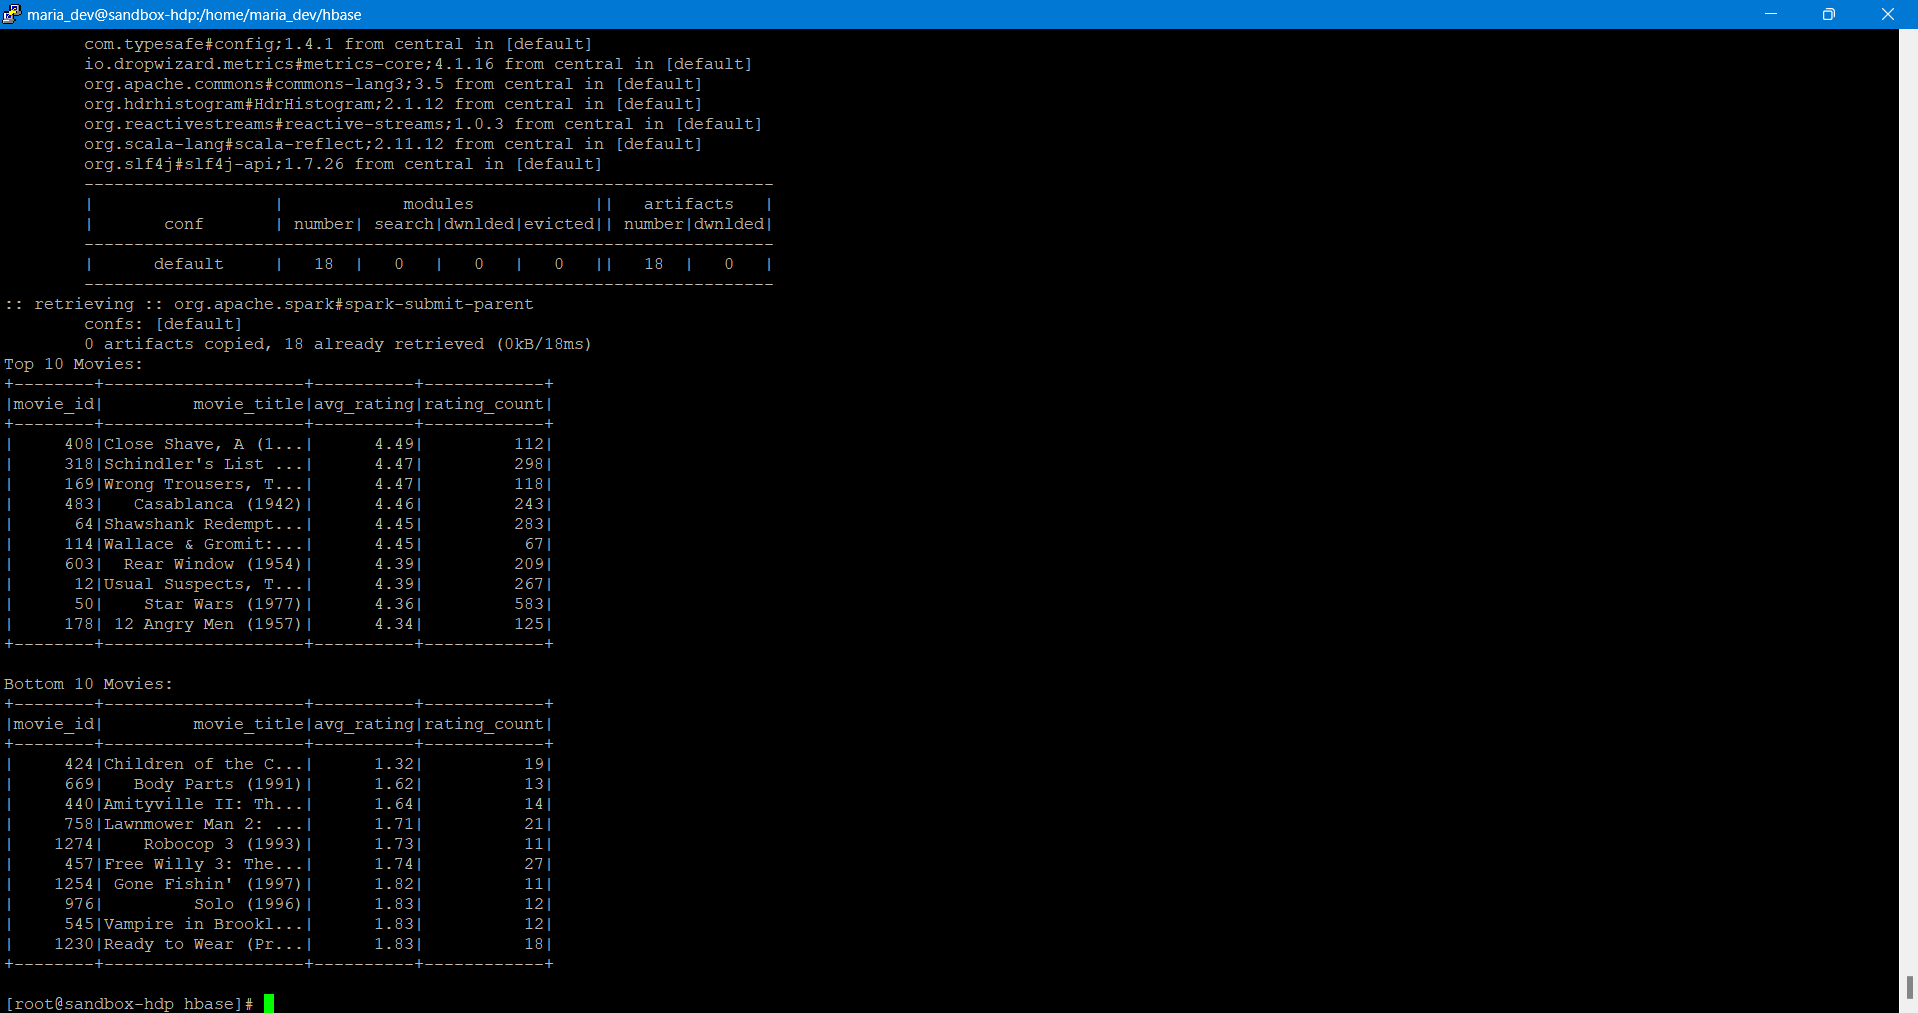 maria_dev@sandbox-hdp:/home/maria_dev/hbase
com.typesafe#config;1.4.1 from central in [default]
io.dropwizard.metrics#metrics-core;4.1.16 from central in [default]
org.apache.commons#commons-lang3;3.5 from central in [default]
org.hdrhistogram#HdrHistogram;2.1.12 from central in [default]
org.reactivestreams#reactive-streams;1.0.3 from central in [default]
org.scala-lang#scala-reflect;2.11.12 from central in [default]
org.slf4j#slf4j-api;1.7.26 from central in [default]
---------------------------------------------------------------------
|                  |            modules            ||   artifacts   |
|       conf       | number| search|dwnlded|evicted|| number|dwnlded|
---------------------------------------------------------------------
|      default     |   18  |   0   |   0   |   0   ||   18  |   0   |
---------------------------------------------------------------------
:: retrieving :: org.apache.spark#spark-submit-parent
confs: [default]
0 artifacts copied, 18 already retrieved (0kB/18ms)
Top 10 Movies:
+--------+--------------------+----------+------------+
|movie_id|         movie_title|avg_rating|rating_count|
+--------+--------------------+----------+------------+
|     408|Close Shave, A (1...|      4.49|         112|
|     318|Schindler's List ...|      4.47|         298|
|     169|Wrong Trousers, T...|      4.47|         118|
|     483|   Casablanca (1942)|      4.46|         243|
|      64|Shawshank Redempt...|      4.45|         283|
|     114|Wallace & Gromit:...|      4.45|          67|
|     603|  Rear Window (1954)|      4.39|         209|
|      12|Usual Suspects, T...|      4.39|         267|
|      50|    Star Wars (1977)|      4.36|         583|
|     178| 12 Angry Men (1957)|      4.34|         125|
+--------+--------------------+----------+------------+
Bottom 10 Movies:
+--------+--------------------+----------+------------+
|movie_id|         movie_title|avg_rating|rating_count|
+--------+--------------------+----------+------------+
|     424|Children of the C...|      1.32|          19|
|     669|   Body Parts (1991)|      1.62|          13|
|     440|Amityville II: Th...|      1.64|          14|
|     758|Lawnmower Man 2: ...|      1.71|          21|
|    1274|    Robocop 3 (1993)|      1.73|          11|
|     457|Free Willy 3: The...|      1.74|          27|
|    1254| Gone Fishin' (1997)|      1.82|          11|
|     976|         Solo (1996)|      1.83|          12|
|     545|Vampire in Brookl...|      1.83|          12|
|    1230|Ready to Wear (Pr...|      1.83|          18|
+--------+--------------------+----------+------------+
[root@sandbox-hdp hbase]#